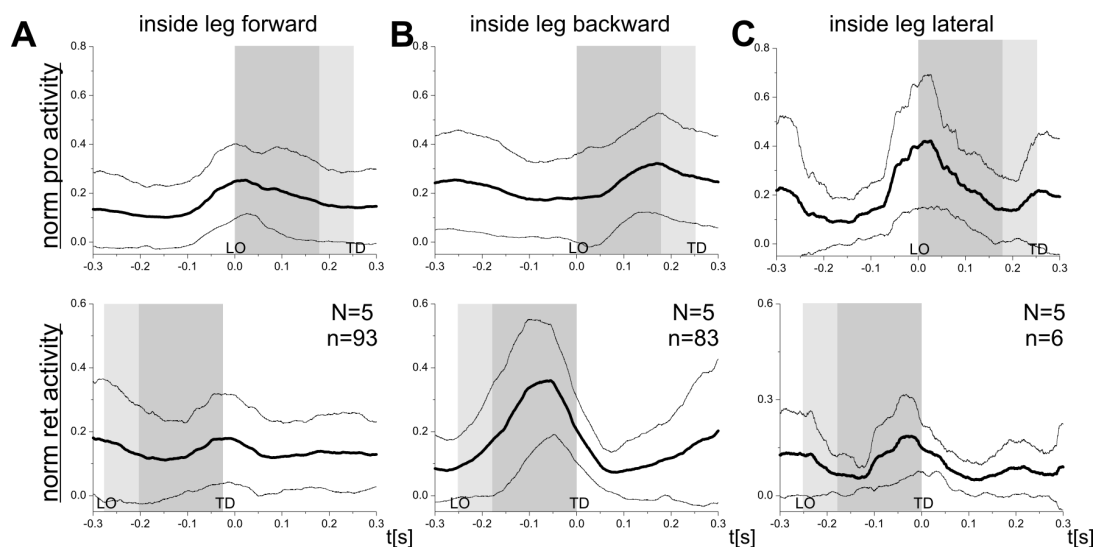 A
inside leg forward
B
inside leg backward
C
inside leg lateral
norm pro activity
0.8
0.6
0.4
0.2
0.0
LO
TD
-0.3 -0.2 -0.1 0.0 0.1 0.2 0.3
0.8
0.6
0.4
0.2
0.0
LO
TD
-0.3 -0.2 -0.1 0.0 0.1 0.2 0.3
0.8
0.6
0.4
0.2
0.0
LO
TD
-0.3 -0.2 -0.1 0.0 0.1 0.2 0.3
norm ret activity
0.6
0.4
0.2
0.0
N=5
n=93
LO
TD
-0.3 -0.2 -0.1 0.0 0.1 0.2 0.3
t[s]
0.6
0.4
0.2
0.0
N=5
n=83
LO
TD
-0.3 -0.2 -0.1 0.0 0.1 0.2 0.3
t[s]
0.6
0.3
0.0
N=5
n=6
LO
TD
-0.3 -0.2 -0.1 0.0 0.1 0.2 0.3
t[s]